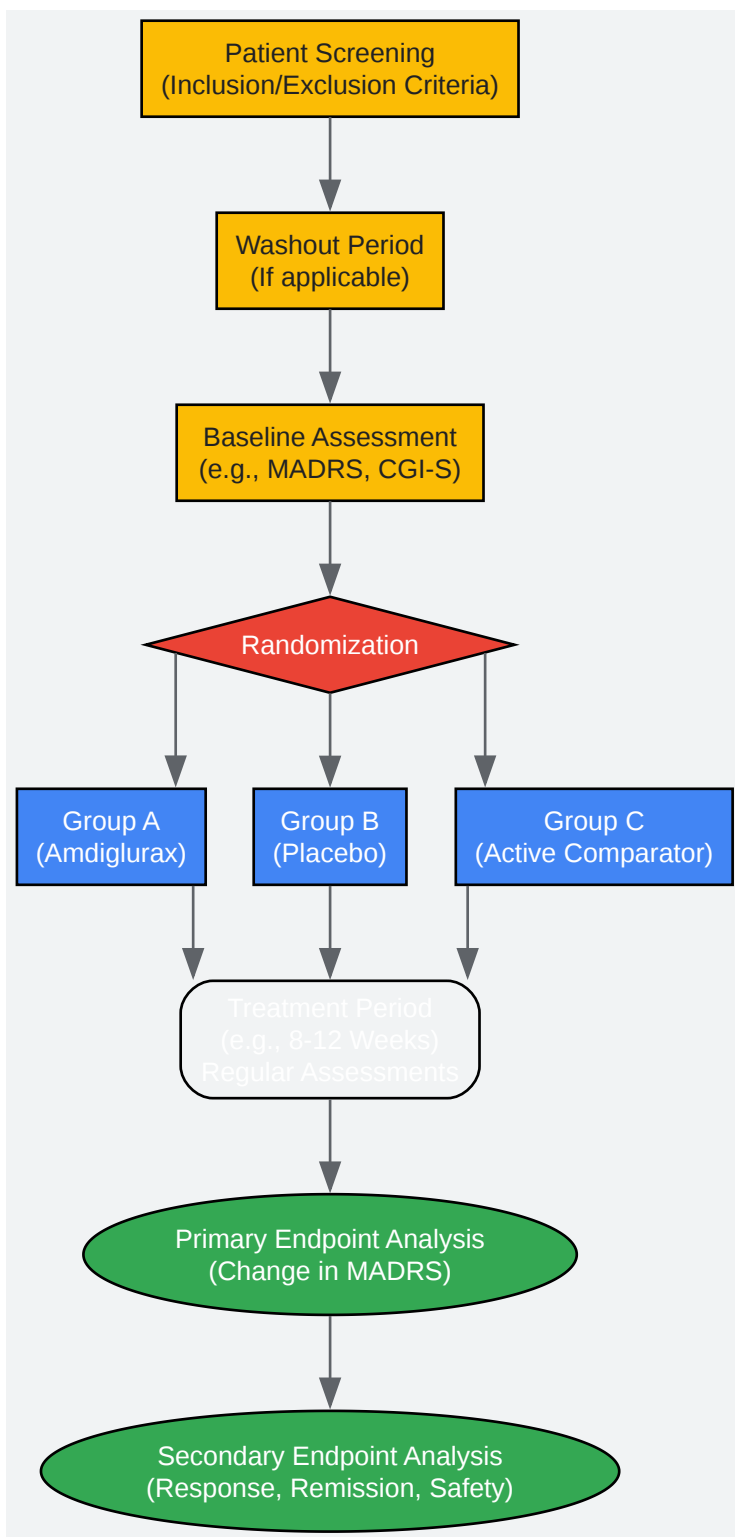 Patient Screening
(Inclusion/Exclusion Criteria)
Washout Period
(If applicable)
Baseline Assessment
(e.g., MADRS, CGI-S)
Randomization
Group A
(Amdiglurax)
Group B
(Placebo)
Group C
(Active Comparator)
Treatment Period
(e.g., 8-12 Weeks)
Regular Assessments
Primary Endpoint Analysis
(Change in MADRS)
Secondary Endpoint Analysis
(Response, Remission, Safety)